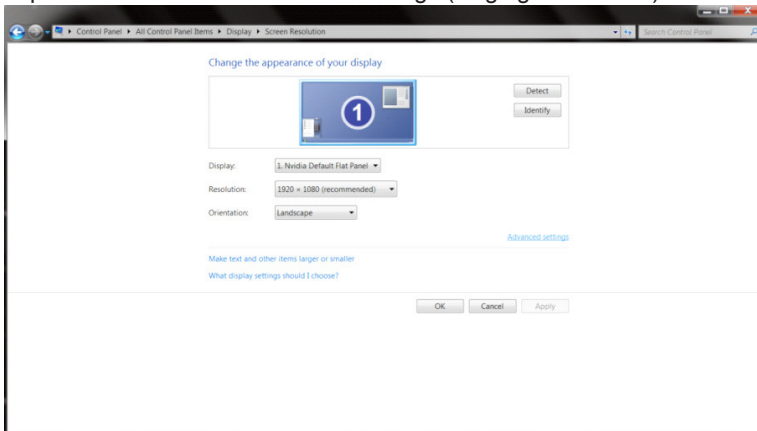 Control Panel ▸ All Control Panel Items ▸ Display ▸ Screen Resolution
Search Control Panel
Change the appearance of your display
1
Detect
Identify
Display: 1. Nvidia Default Flat Panel
Resolution: 1920 × 1080 (recommended)
Orientation: Landscape
Advanced settings
Make text and other items larger or smaller
What display settings should I choose?
OK Cancel Apply